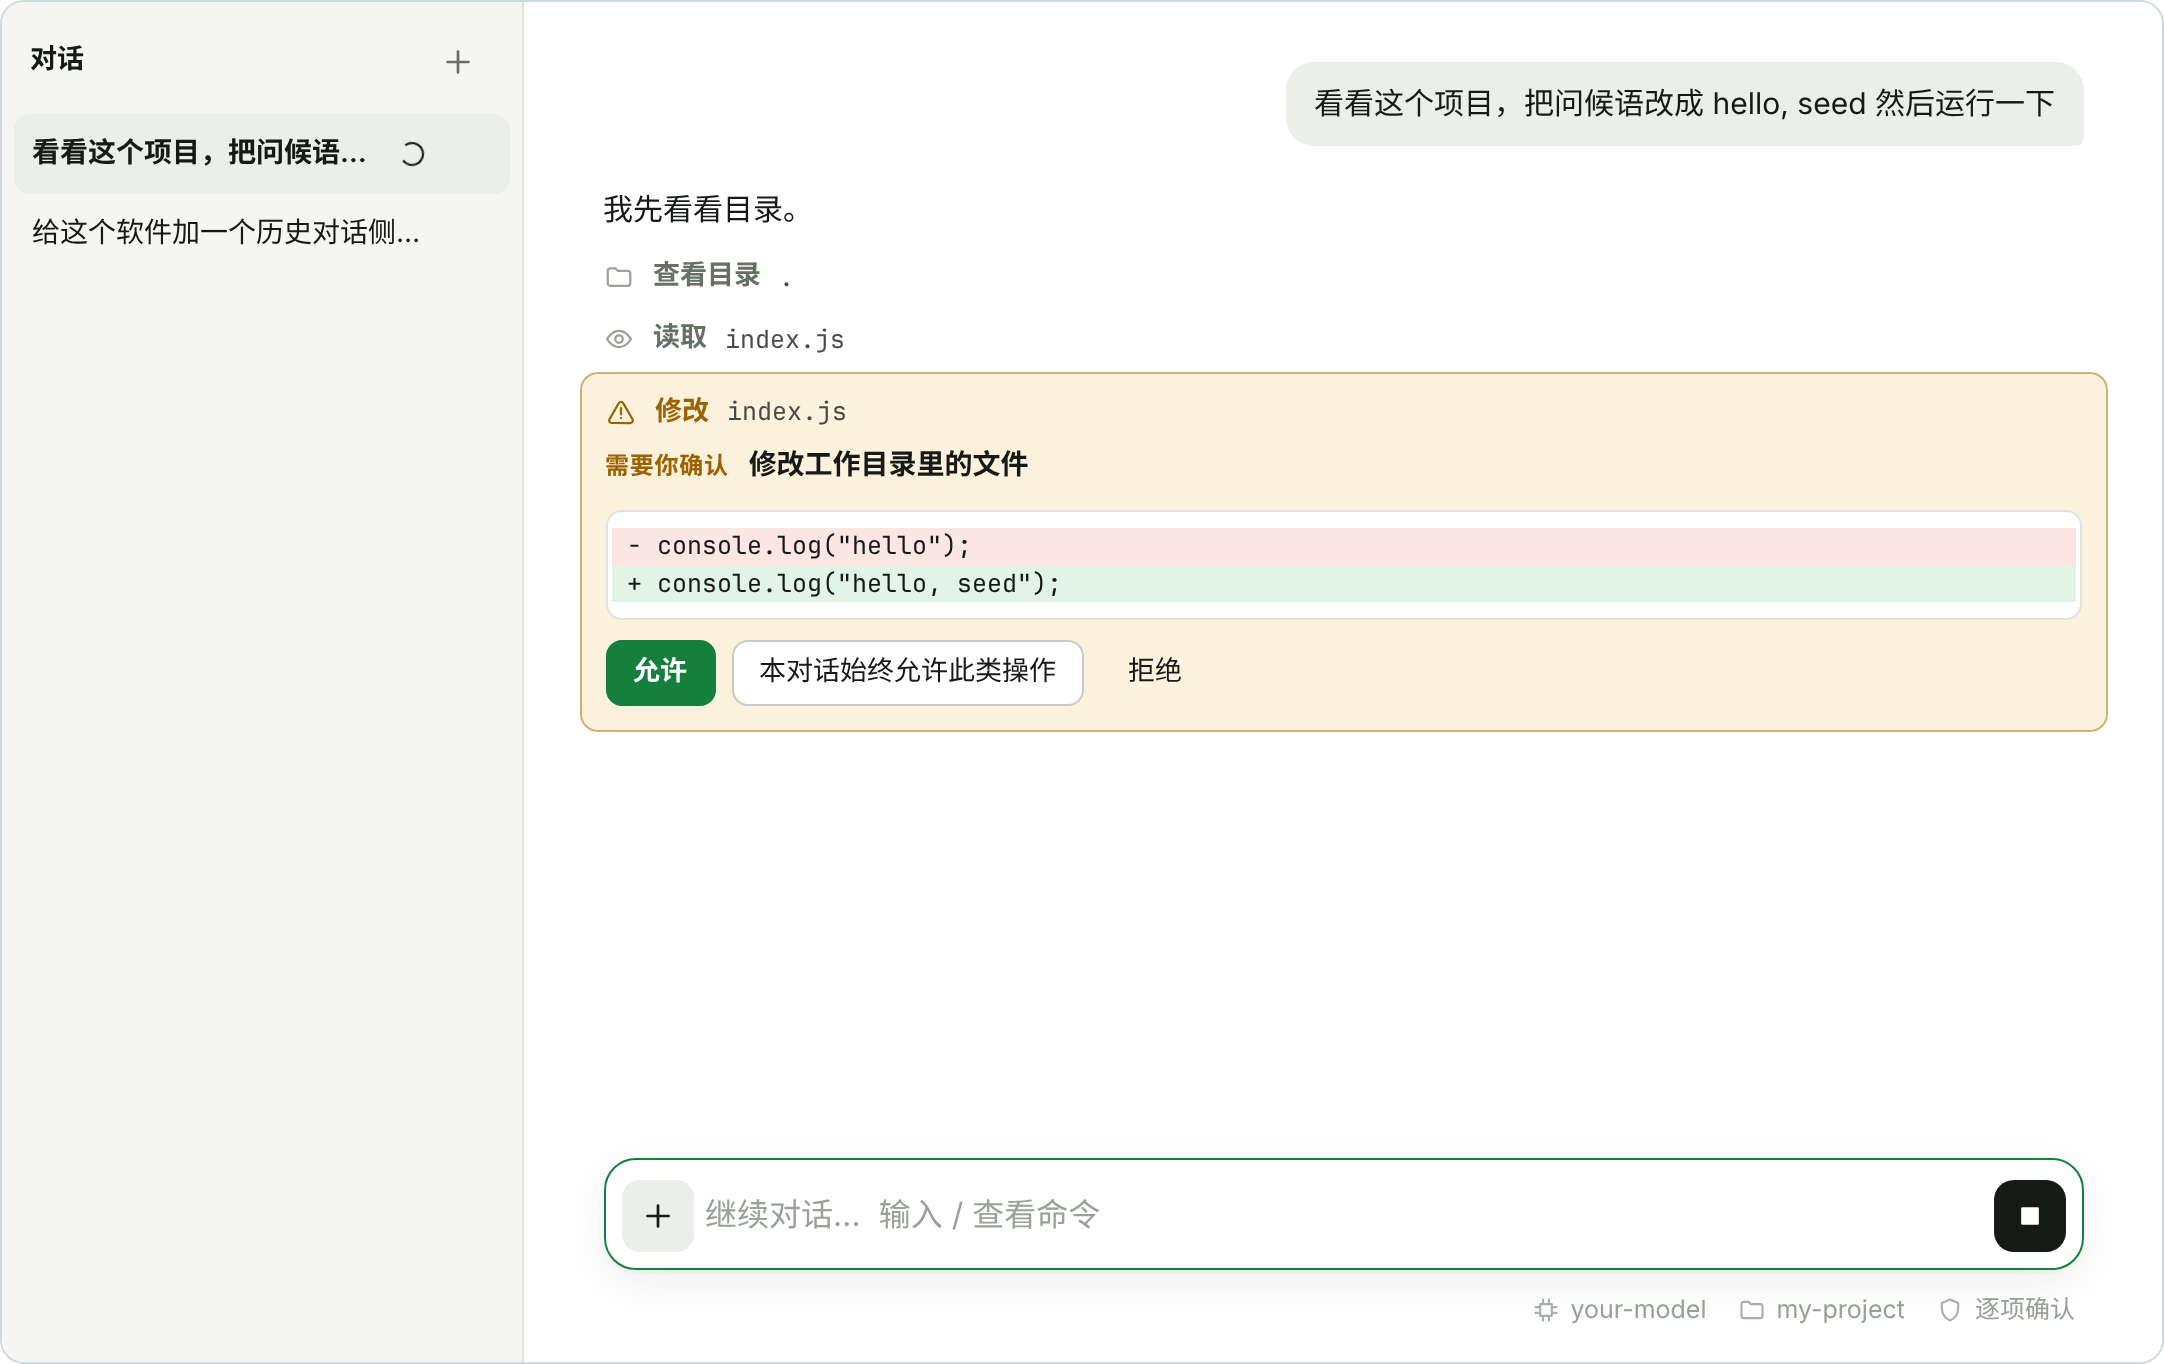 对话
看看这个项目，把问候语...
给这个软件加一个历史对话侧...
看看这个项目，把问候语改成 hello, seed 然后运行一下
我先看看目录。
查看目录 .
读取 index.js
修改 index.js
需要你确认 修改工作目录里的文件
- console.log("hello");
+ console.log("hello, seed");
允许 本对话始终允许此类操作 拒绝
继续对话... 输入 / 查看命令
your-model my-project 逐项确认